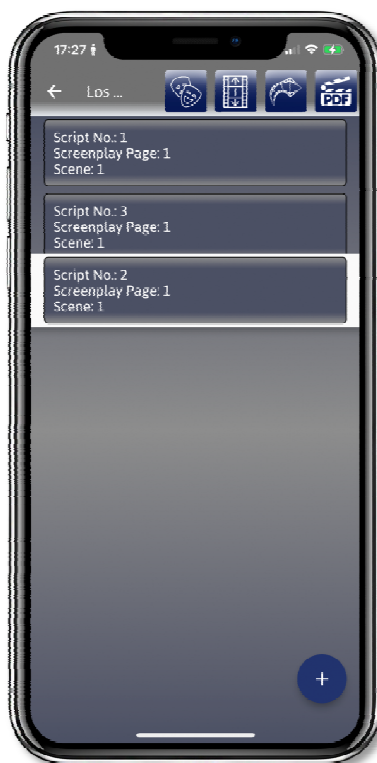 17:27
Los ...
PDF
Script No.: 1
Screenplay Page: 1
Scene: 1
Script No.: 3
Screenplay Page: 1
Scene: 1
Script No.: 2
Screenplay Page: 1
Scene: 1
+